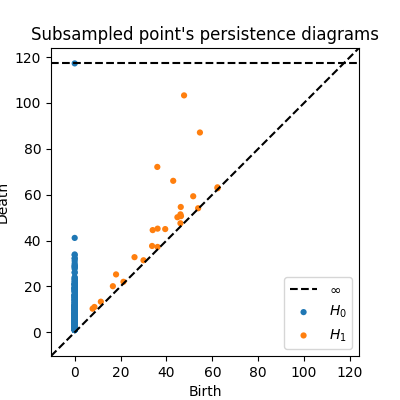 Subsampled point's persistence diagrams
120
100
80
60
40
20
0
Death
∞
H₀
H₁
0 20 40 60 80 100 120
Birth